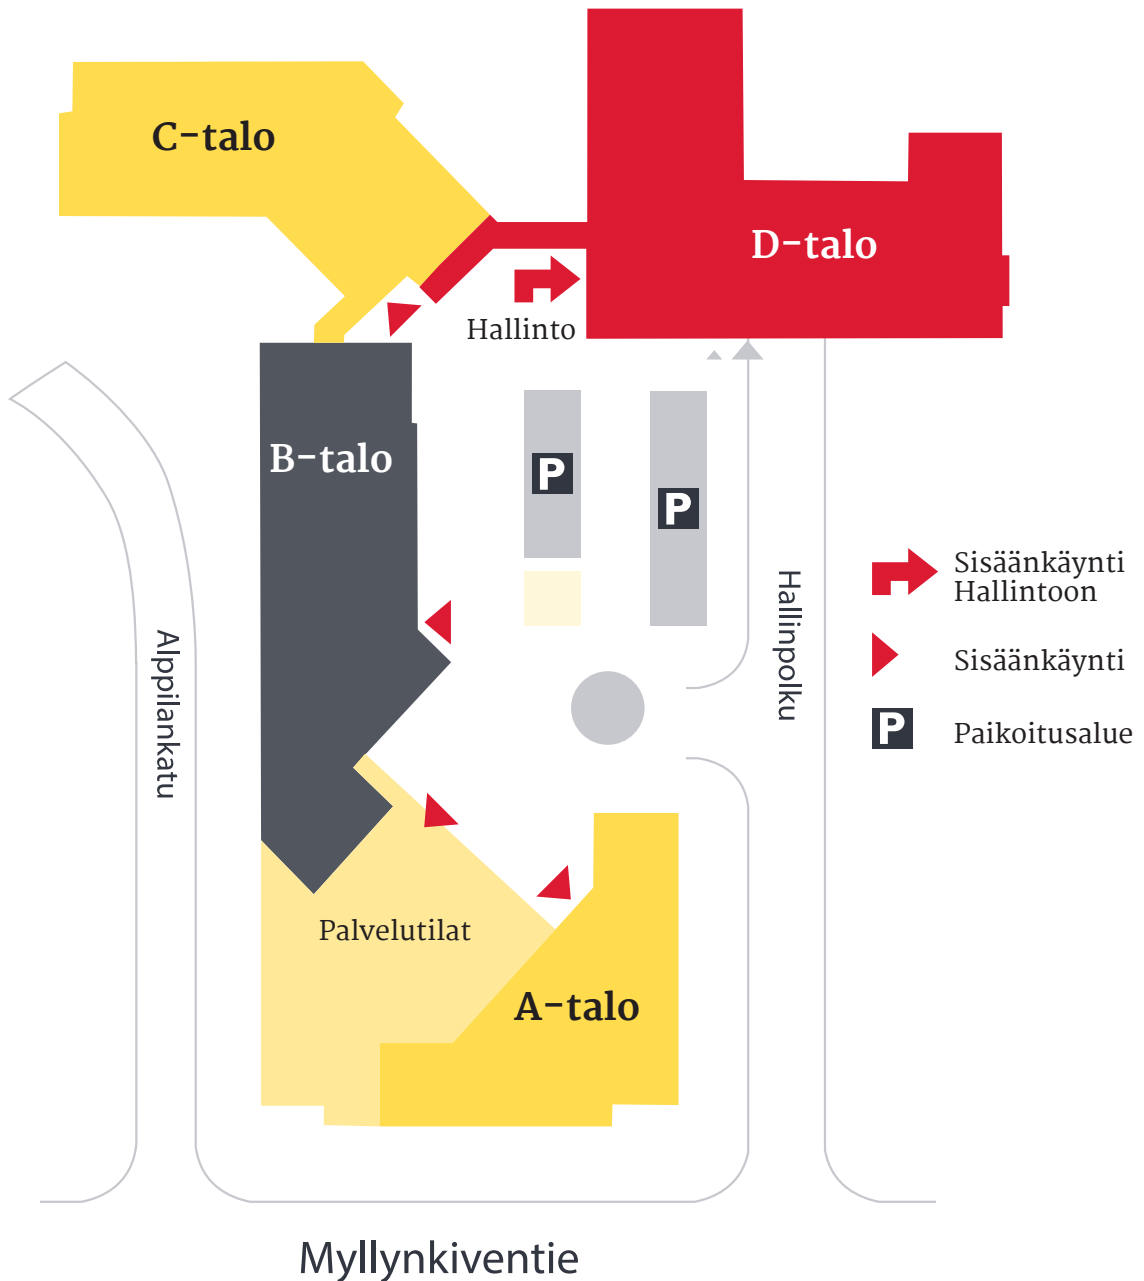 C-talo
D-talo
Hallinto
B-talo
P
P
Sisäänkäynti
Hallintoon
Sisäänkäynti
P
Paikoitusalue
Alppilankatu
Hallinpolku
Palvelutilat
A-talo
Myllynkiventie